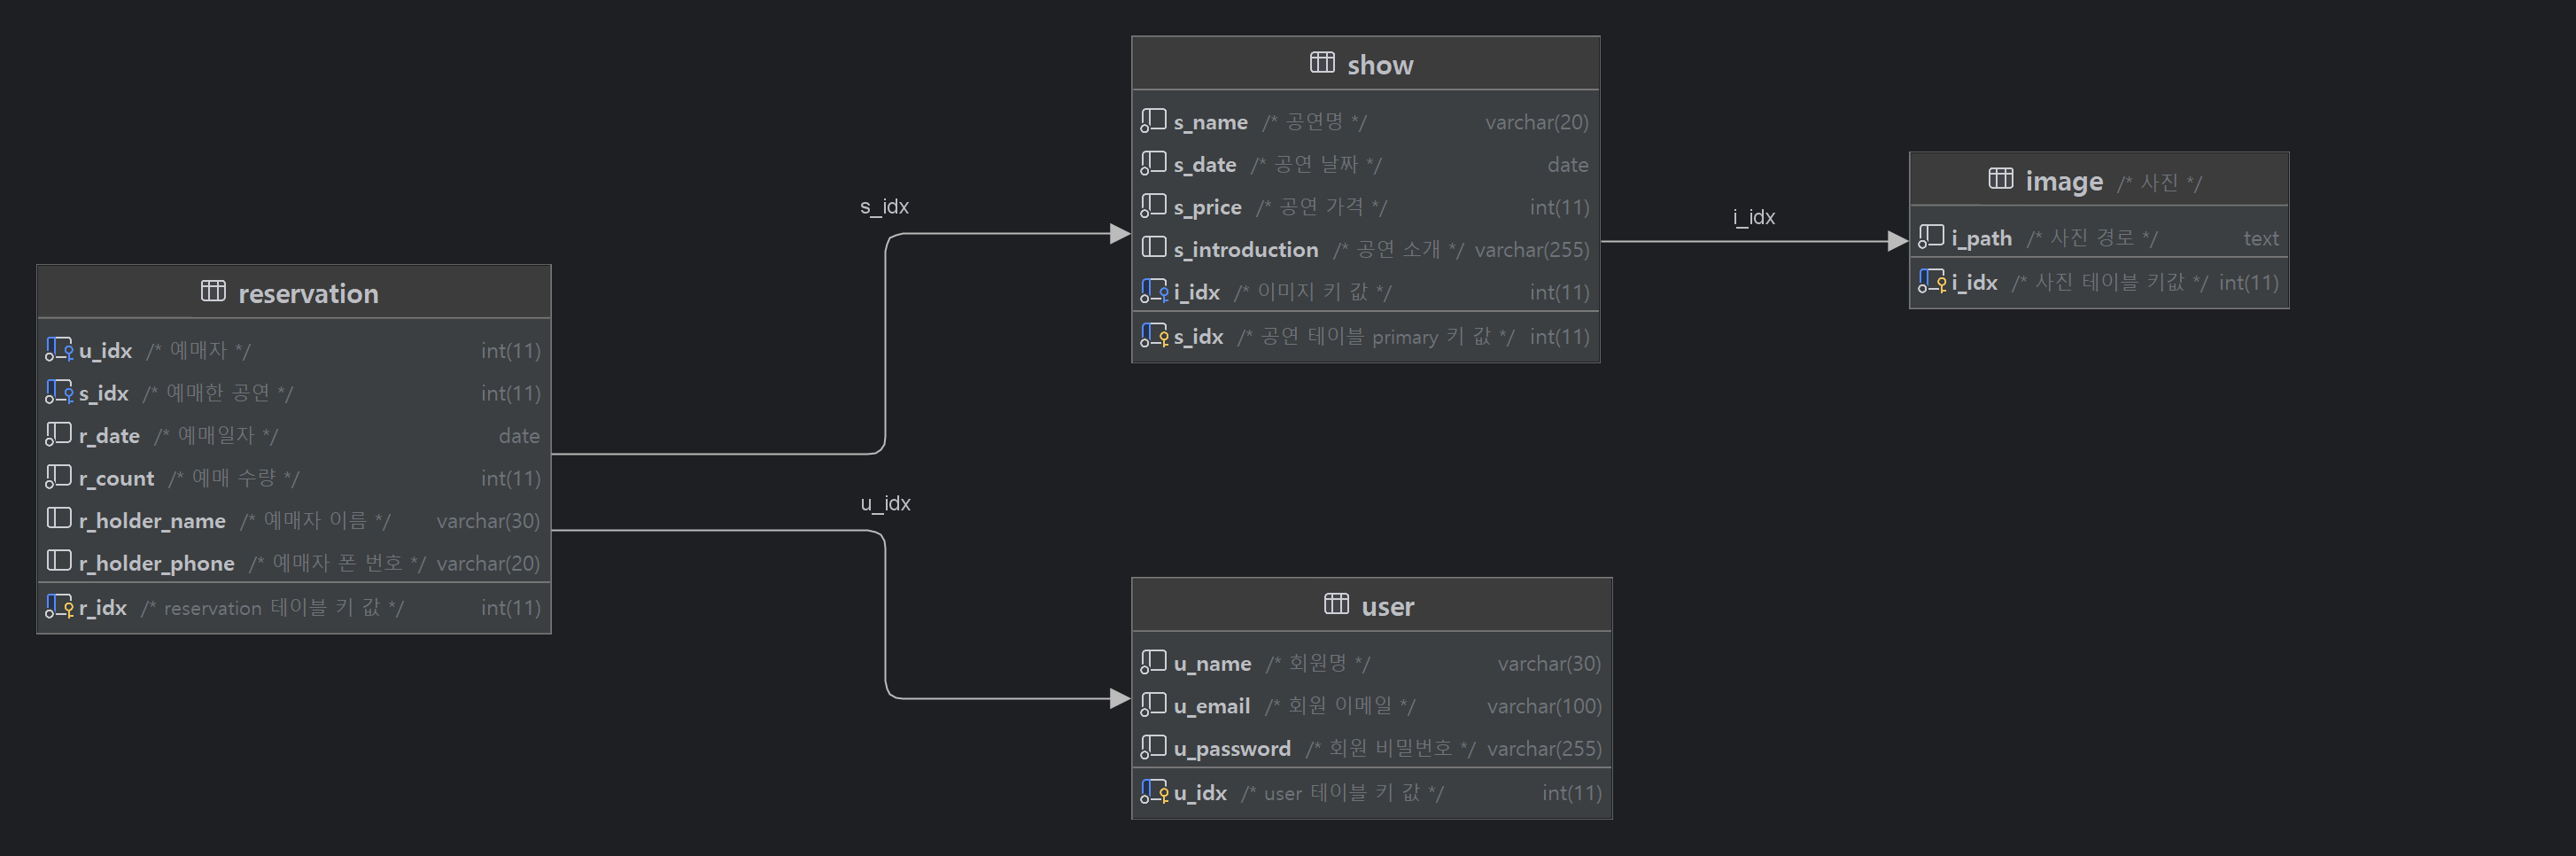 reservation
u_idx /* 예매자 */ int(11)
s_idx /* 예매한 공연 */ int(11)
r_date /* 예매일자 */ date
r_count /* 예매 수량 */ int(11)
r_holder_name /* 예매자 이름 */ varchar(30)
r_holder_phone /* 예매자 폰 번호 */ varchar(20)
r_idx /* reservation 테이블 키 값 */ int(11)
s_idx
u_idx
show
s_name /* 공연명 */ varchar(20)
s_date /* 공연 날짜 */ date
s_price /* 공연 가격 */ int(11)
s_introduction /* 공연 소개 */ varchar(255)
i_idx /* 이미지 키 값 */ int(11)
s_idx /* 공연 테이블 primary 키 값 */ int(11)
user
u_name /* 회원명 */ varchar(30)
u_email /* 회원 이메일 */ varchar(100)
u_password /* 회원 비밀번호 */ varchar(255)
u_idx /* user 테이블 키 값 */ int(11)
i_idx
image /* 사진 */
i_path /* 사진 경로 */ text
i_idx /* 사진 테이블 키값 */ int(11)